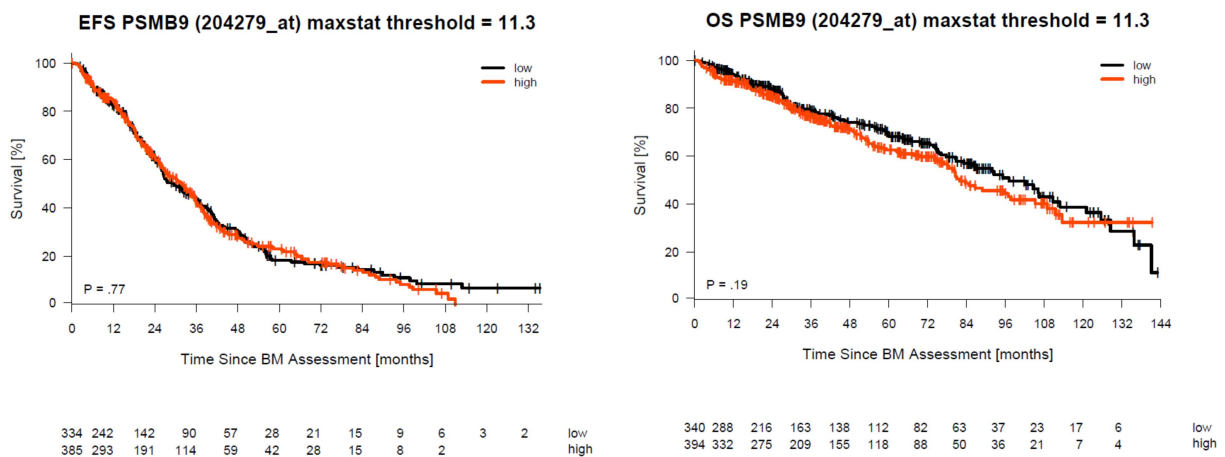 EFS PSMB9 (204279_at) maxstat threshold = 11.3
low
high
100
80
60
40
20
0
Survival [%]
P = .77
0 12 24 36 48 60 72 84 96 108 120 132
Time Since BM Assessment [months]
334 242 142 90 57 28 21 15 9 6 3 2 low
385 293 191 114 59 42 28 15 8 2 high
OS PSMB9 (204279_at) maxstat threshold = 11.3
low
high
100
80
60
40
20
0
Survival [%]
P = .19
0 12 24 36 48 60 72 84 96 108 120 132 144
Time Since BM Assessment [months]
340 288 216 163 138 112 82 63 37 23 17 6 low
394 332 275 209 155 118 88 50 36 21 7 4 high